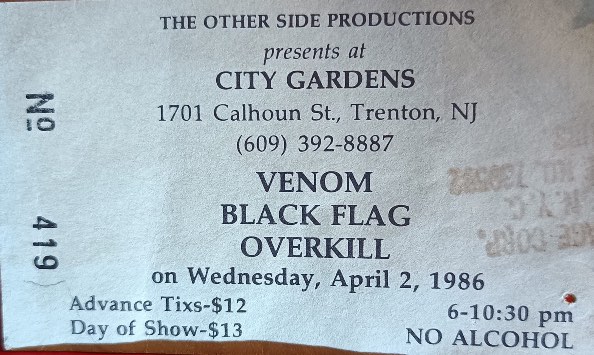 THE OTHER SIDE PRODUCTIONS
presents at
CITY GARDENS
1701 Calhoun St., Trenton, NJ
(609) 392-8887
VENOM
BLACK FLAG
OVERKILL
on Wednesday, April 2, 1986
Advance Tixs-$12
Day of Show-$13
6-10:30 pm
NO ALCOHOL
No 419